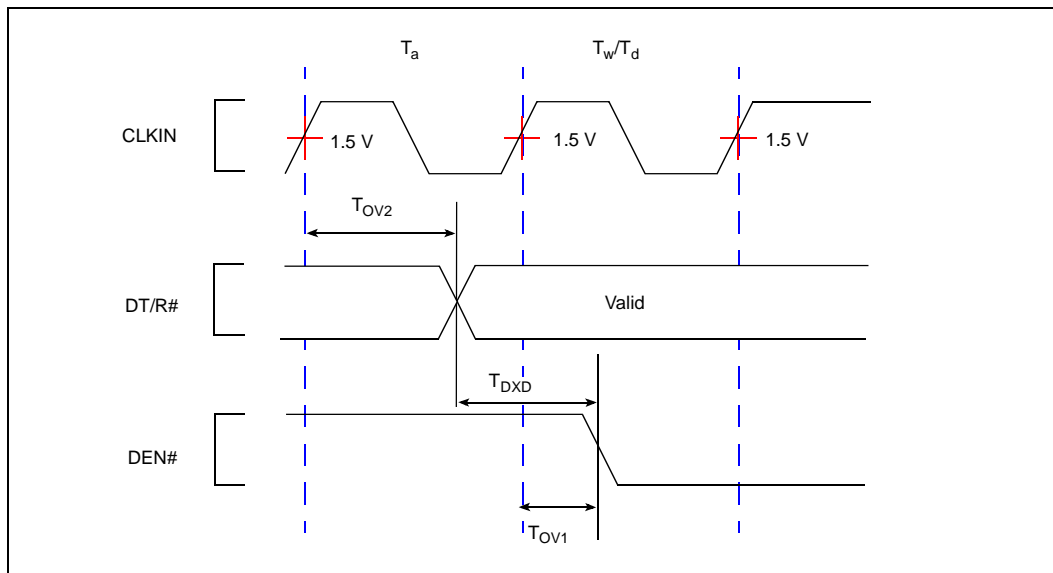 Ta Tw/Td
CLKIN 1.5 V 1.5 V 1.5 V
TOV2
DT/R# Valid
TDXD
DEN#
TOV1